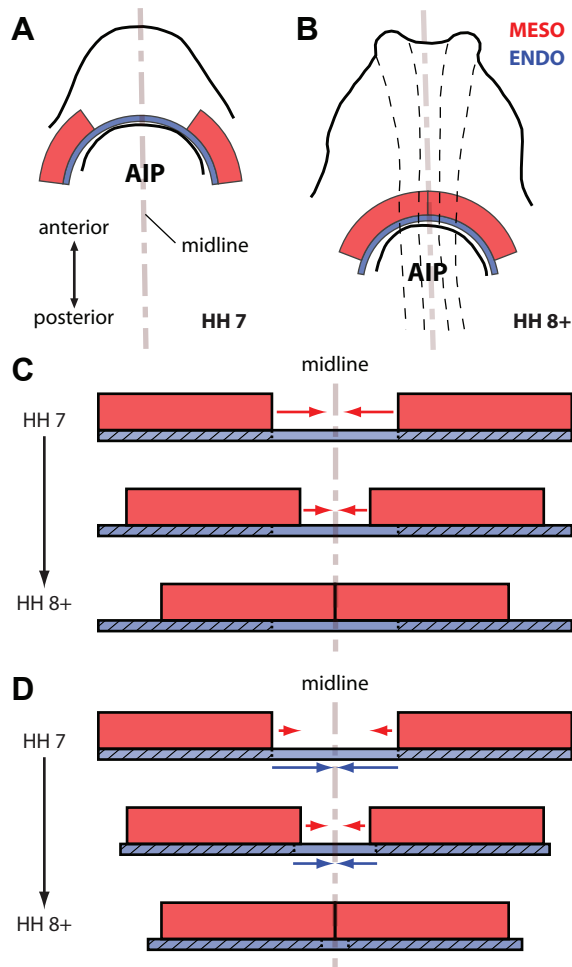 A
AIP
anterior
midline
posterior
HH 7
B
MESO
ENDO
AIP
HH 8+
C
midline
HH 7
HH 8+
D
midline
HH 7
HH 8+